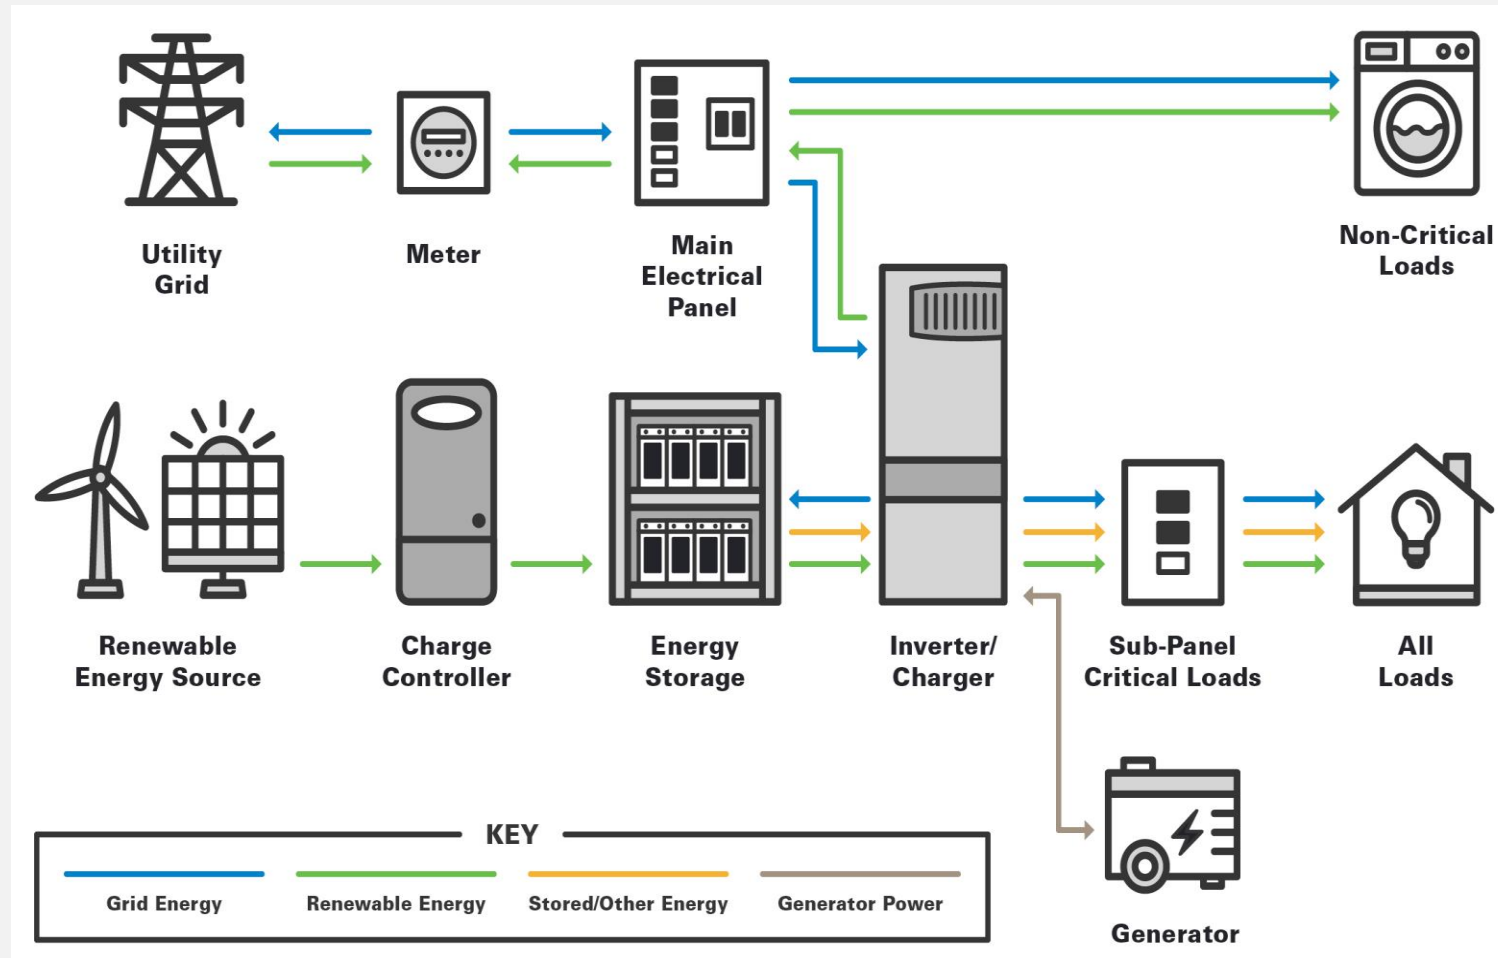 Utility
Grid
Meter
Main
Electrical
Panel
Non-Critical
Loads
Renewable
Energy Source
Charge
Controller
Energy
Storage
Inverter/
Charger
Sub-Panel
Critical Loads
All
Loads
Generator
KEY
Grid Energy
Renewable Energy
Stored/Other Energy
Generator Power